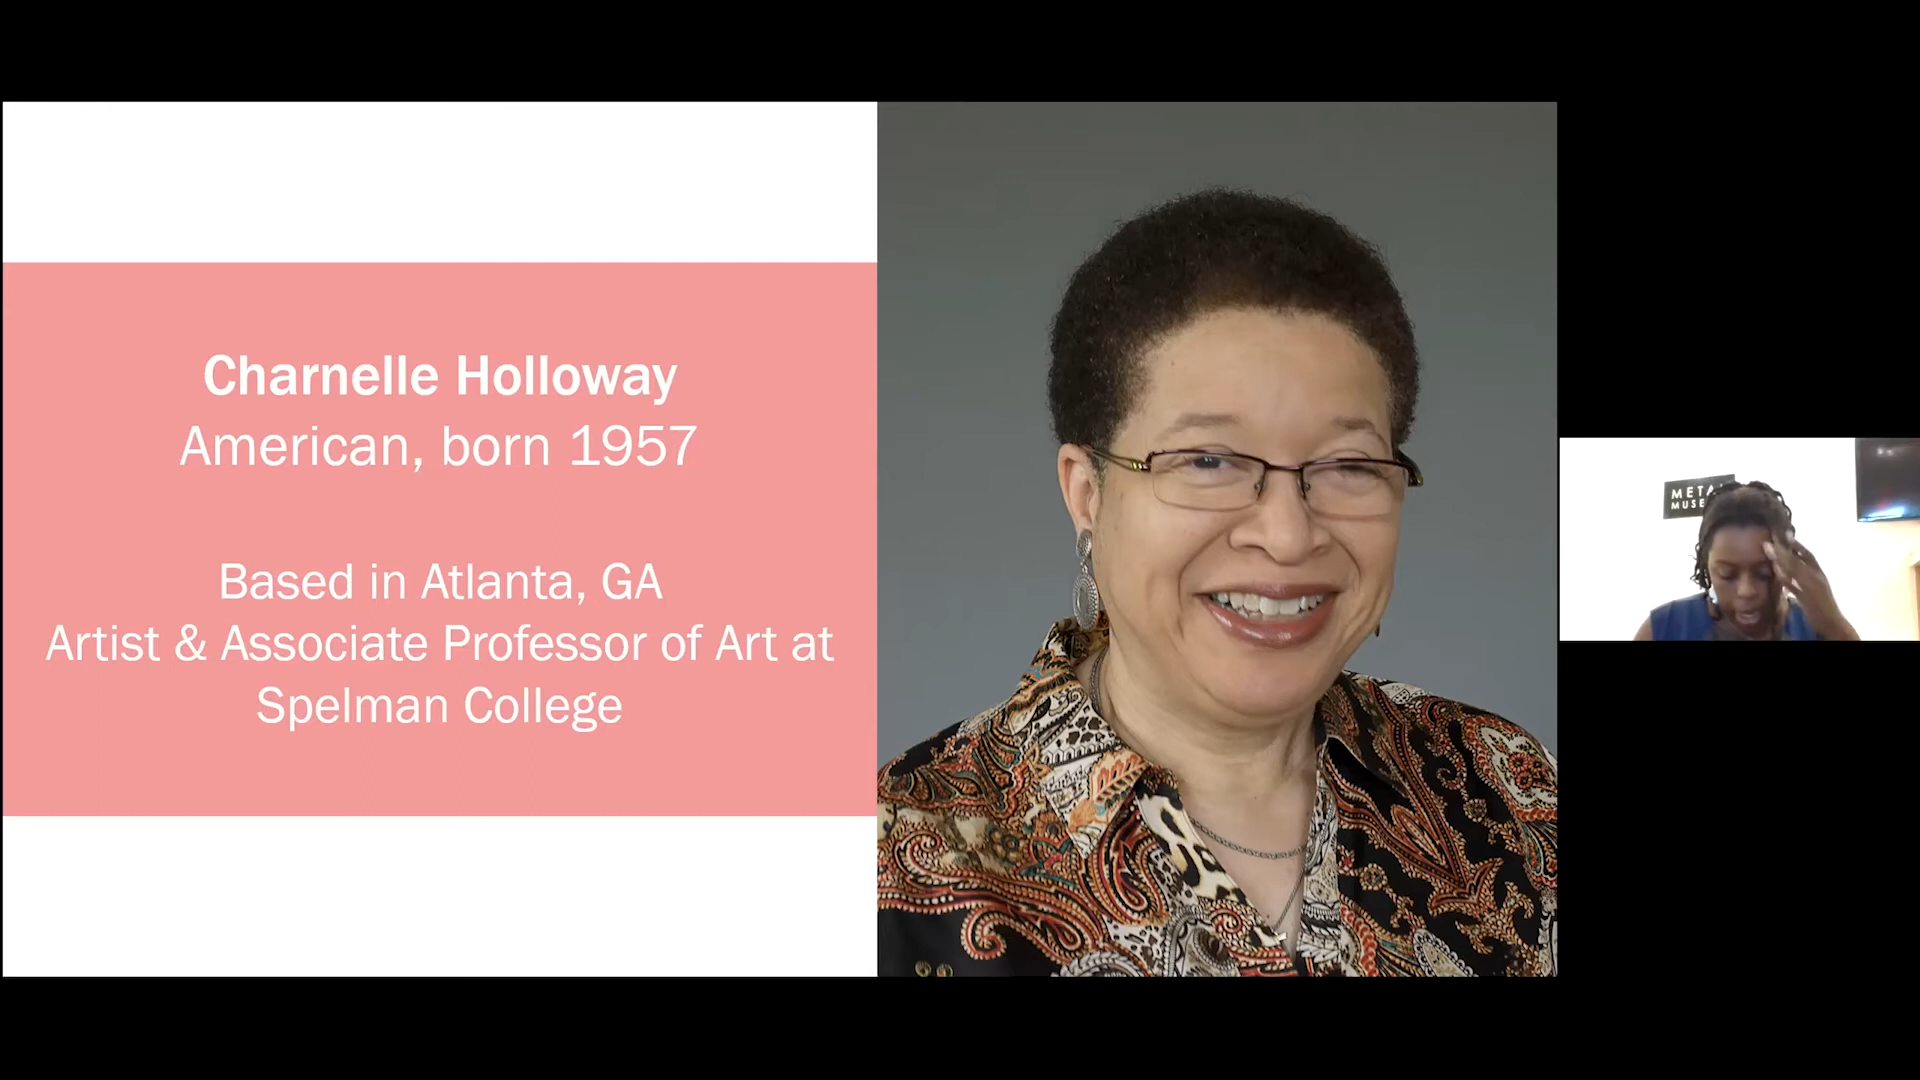 Charnelle Holloway
American, born 1957
Based in Atlanta, GA
Artist & Associate Professor of Art at
Spelman College